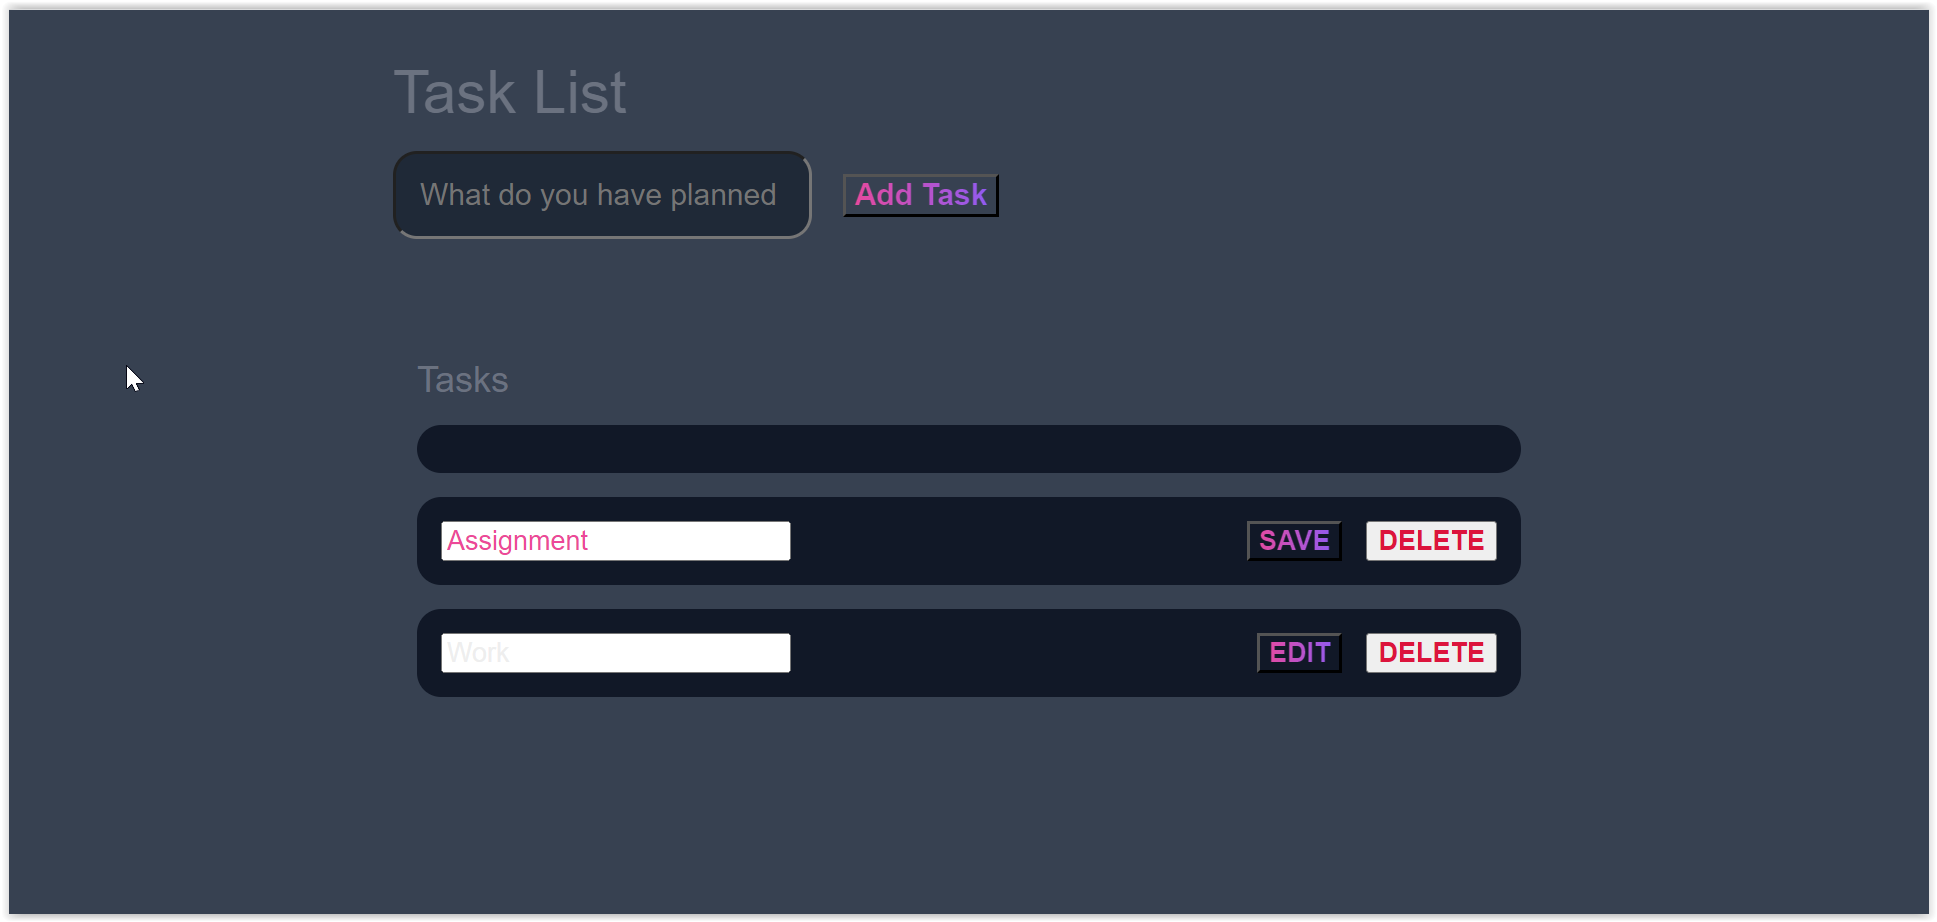 Task List
What do you have planned
Add Task
Tasks
Assignment SAVE DELETE
Work EDIT DELETE